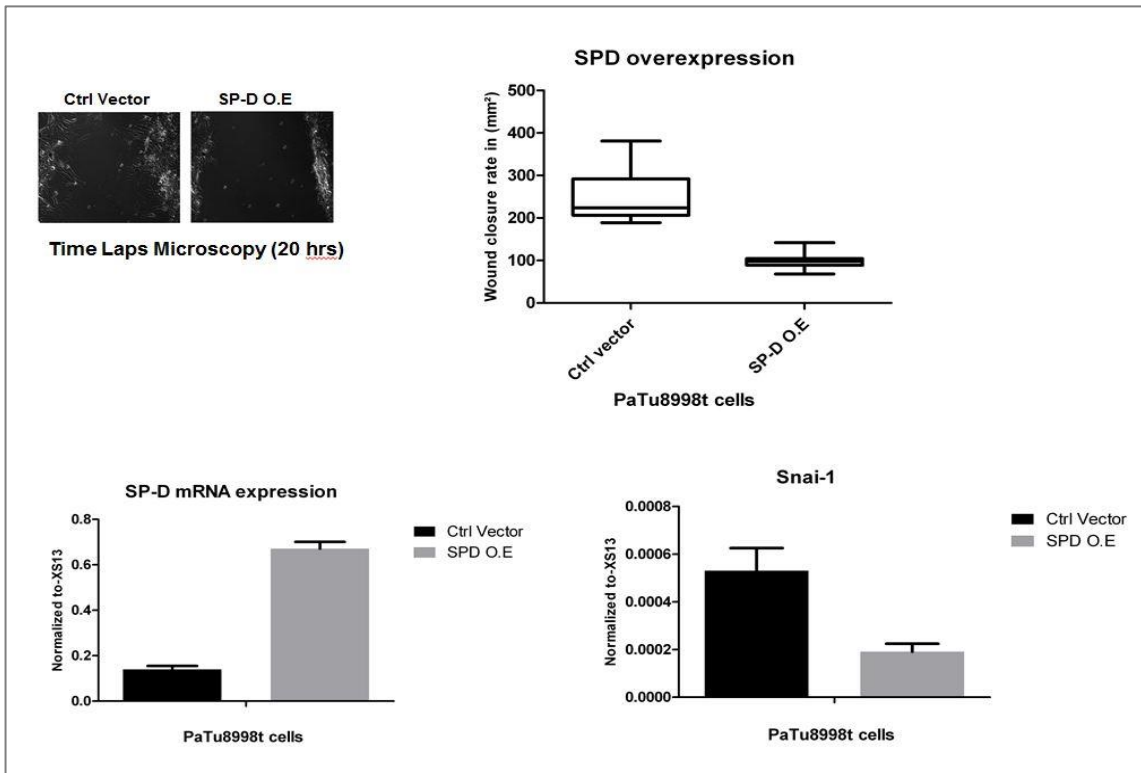 Ctrl Vector
SP-D O.E
Time Laps Microscopy (20 hrs)
SPD overexpression
Wound closure rate in (mm²)
500
400
300
200
100
0
Ctrl vector
SP-D O.E
PaTu8998t cells
SP-D mRNA expression
Normalized to-XS13
0.8
0.6
0.4
0.2
0.0
Ctrl Vector
SPD O.E
PaTu8998t cells
Snai-1
Normalized to-XS13
0.0008
0.0006
0.0004
0.0002
0.0000
Ctrl Vector
SPD O.E
PaTu8998t cells